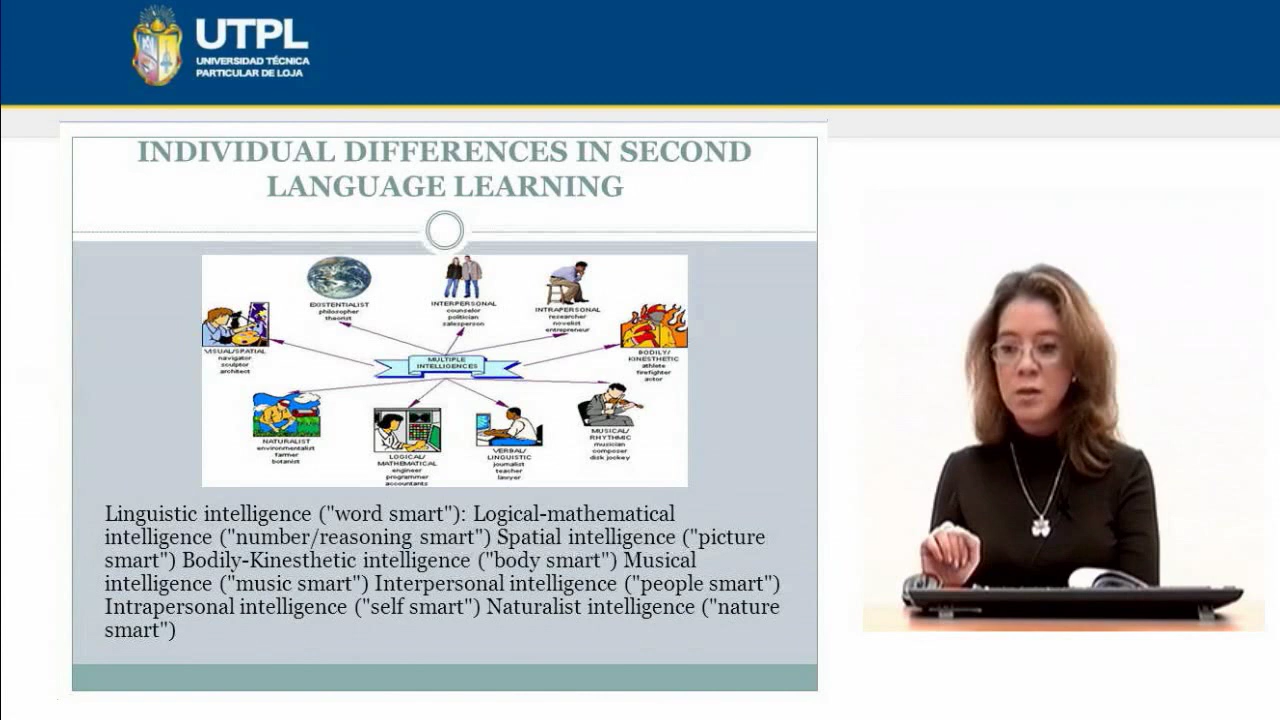 UTPL
UNIVERSIDAD TÉCNICA
PARTICULAR DE LOJA
INDIVIDUAL DIFFERENCES IN SECOND
LANGUAGE LEARNING
EXISTENTIALIST
philosopher
theorist
INTERPERSONAL
counselor
politician
salesperson
INTRAPERSONAL
researcher
novelist
entrepreneur
VISUAL/SPATIAL
navigator
sculptor
architect
MULTIPLE
INTELLIGENCES
BODILY/
KINESTHETIC
athlete
firefighter
actor
NATURALIST
environmentalist
farmer
botanist
LOGICAL/
MATHEMATICAL
engineer
programmer
accountants
VERBAL/
LINGUISTIC
journalist
teacher
lawyer
MUSICAL/
RHYTHMIC
musician
composer
disk jockey
Linguistic intelligence ("word smart"): Logical-mathematical
intelligence ("number/reasoning smart") Spatial intelligence ("picture
smart") Bodily-Kinesthetic intelligence ("body smart") Musical
intelligence ("music smart") Interpersonal intelligence ("people smart")
Intrapersonal intelligence ("self smart") Naturalist intelligence ("nature
smart")